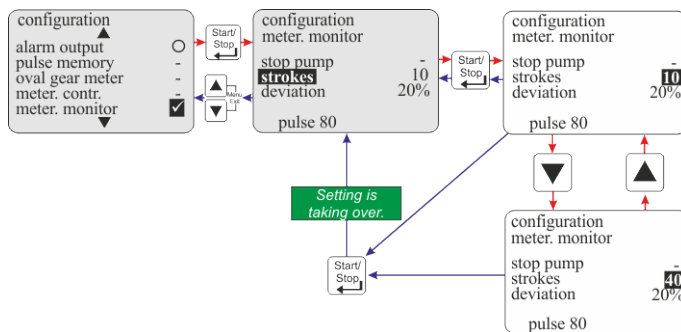 configuration
alarm output
pulse memory -
oval gear meter -
meter. contr. -
meter. monitor ✓
Start/
Stop
Menu
Exit
configuration
meter. monitor
stop pump -
strokes 10
deviation 20%
pulse 80
Start/
Stop
configuration
meter. monitor
stop pump -
strokes 10
deviation 20%
pulse 80
Setting is
taking over.
Start/
Stop
configuration
meter. monitor
stop pump -
strokes 40
deviation 20%
pulse 80